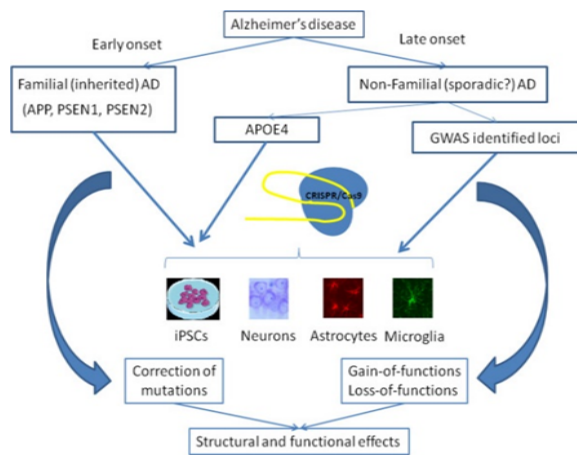 Alzheimer's disease
Early onset
Late onset
Familial (inherited) AD
(APP, PSEN1, PSEN2)
Non-Familial (sporadic?) AD
APOE4
GWAS identified loci
CRISPR/Cas9
iPSCs Neurons Astrocytes Microglia
Correction of
mutations
Gain-of-functions
Loss-of-functions
Structural and functional effects